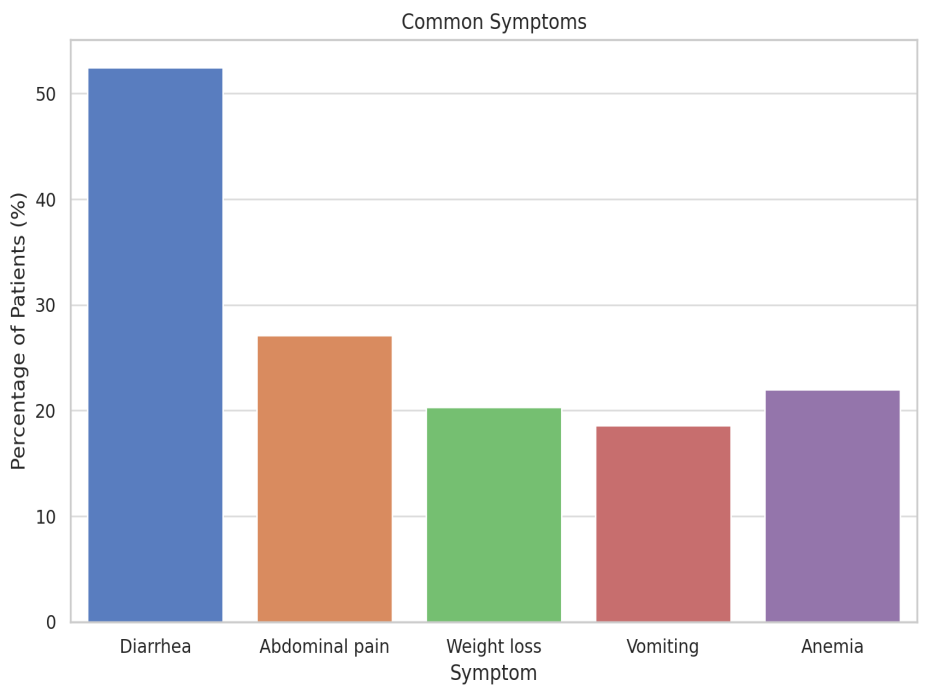 Common Symptoms
Percentage of Patients (%)
50
40
30
20
10
0
Diarrhea Abdominal pain Weight loss Vomiting Anemia
Symptom